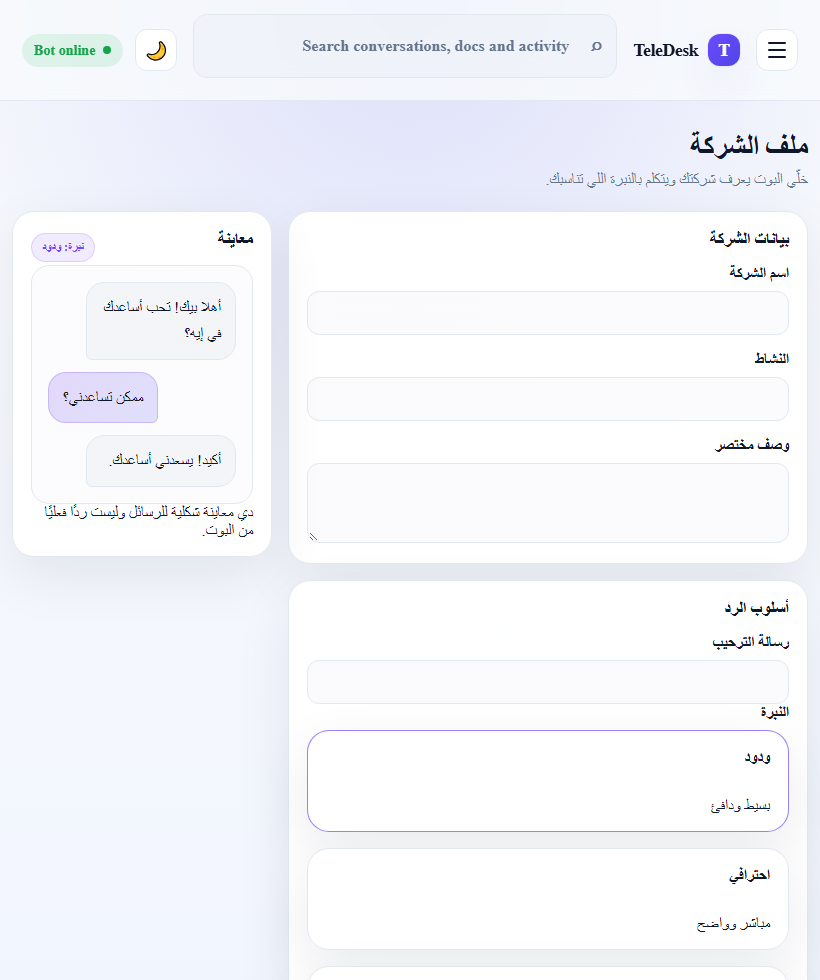 TeleDesk
T
Search conversations, docs and activity
Bot online
ملف الشركة
خلّي البوت يعرف شركتك ويتكلم بالنبرة اللي تناسبك.
بيانات الشركة
اسم الشركة
النشاط
وصف مختصر
معاينة
نبرة: ودود
أهلا بيك! تحب أساعدك
في إيه؟
ممكن تساعدني؟
أكيد! يسعدني أساعدك.
دي معاينة شكلية للرسائل وليست ردًا فعليًا
من البوت.
أسلوب الرد
رسالة الترحيب
النبرة
ودود
بسيط ودافئ
احترافي
مباشر وواضح